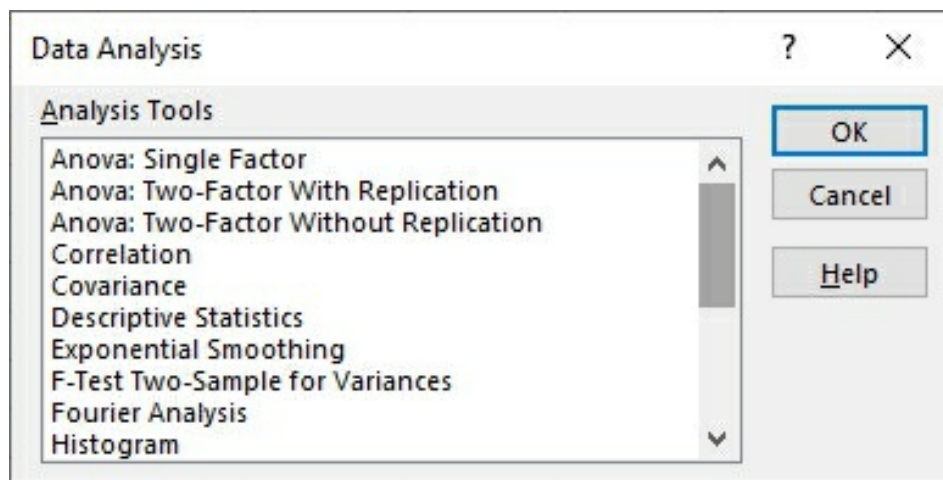 Data Analysis ? X
Analysis Tools
Anova: Single Factor
Anova: Two-Factor With Replication
Anova: Two-Factor Without Replication
Correlation
Covariance
Descriptive Statistics
Exponential Smoothing
F-Test Two-Sample for Variances
Fourier Analysis
Histogram
OK
Cancel
Help